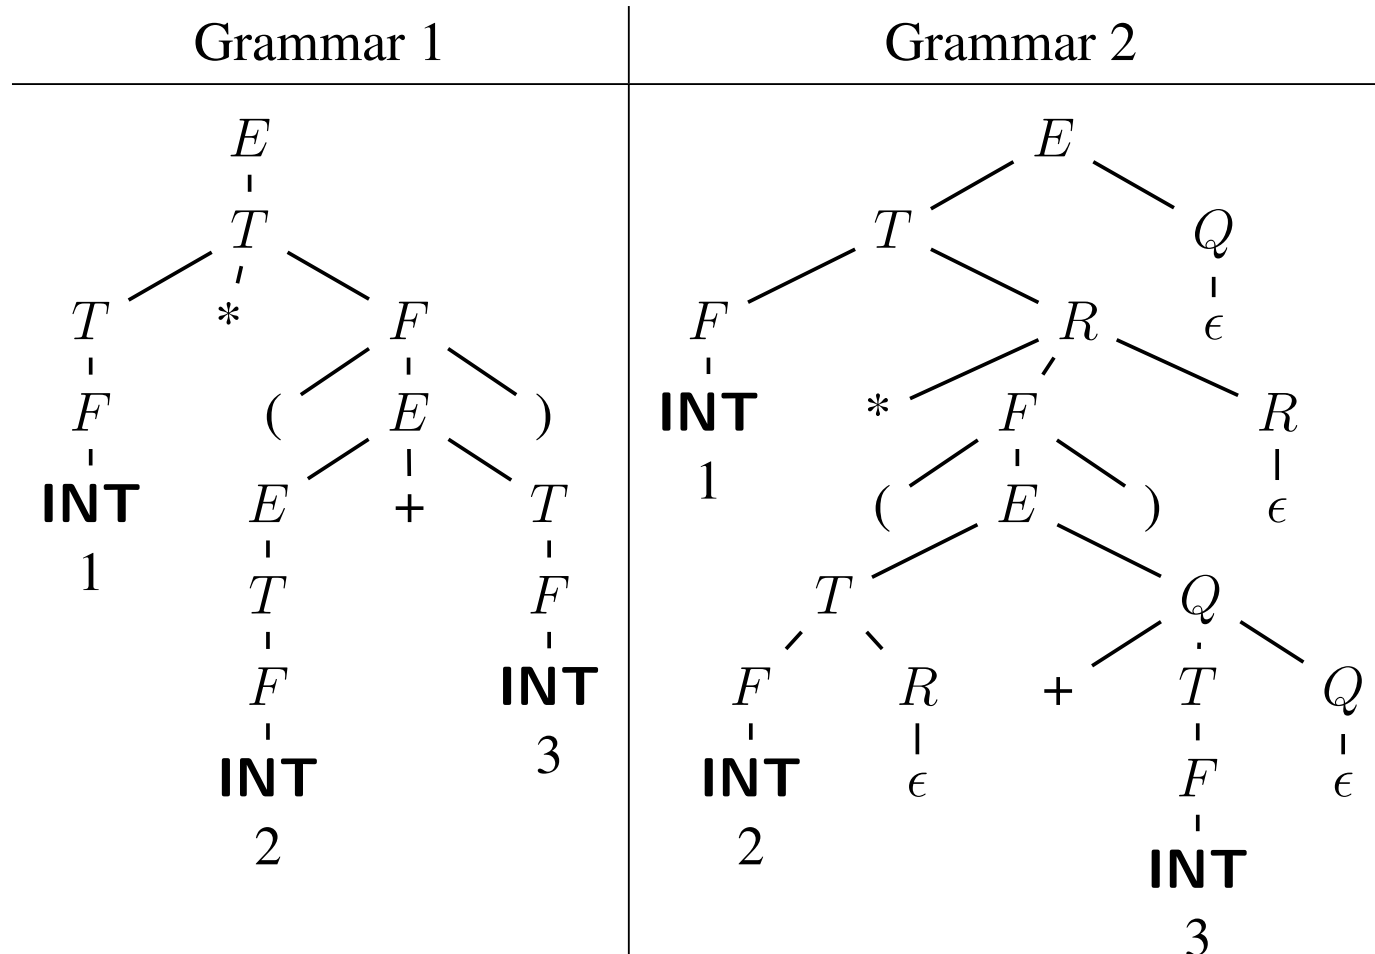 Grammar 1 Grammar 2
E E
T T Q
T * F F R ϵ
F ( E ) INT * F R
INT E + T 1 ( E ) ϵ
1 T F T Q
F INT F R + T Q
INT 3 INT ϵ F ϵ
2 2 INT
3